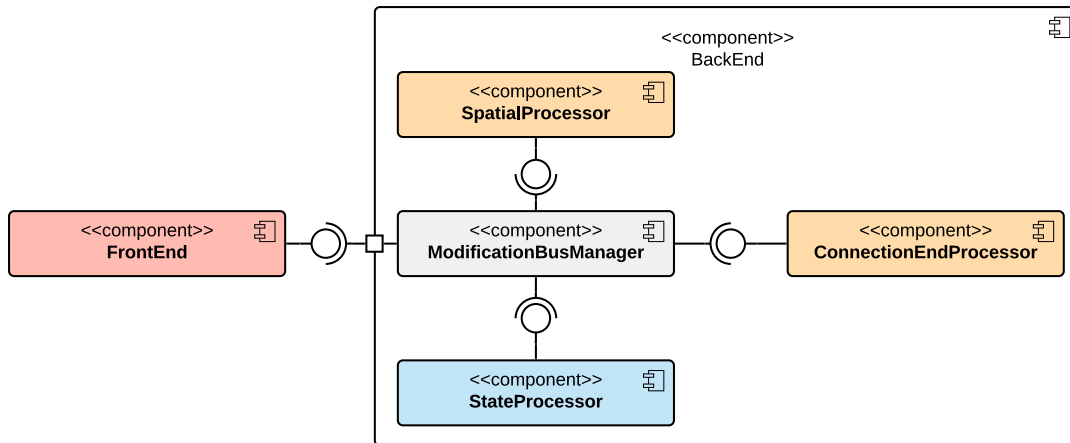 <<component>>
BackEnd
<<component>>
SpatialProcessor
<<component>>
FrontEnd
<<component>>
ModificationBusManager
<<component>>
ConnectionEndProcessor
<<component>>
StateProcessor